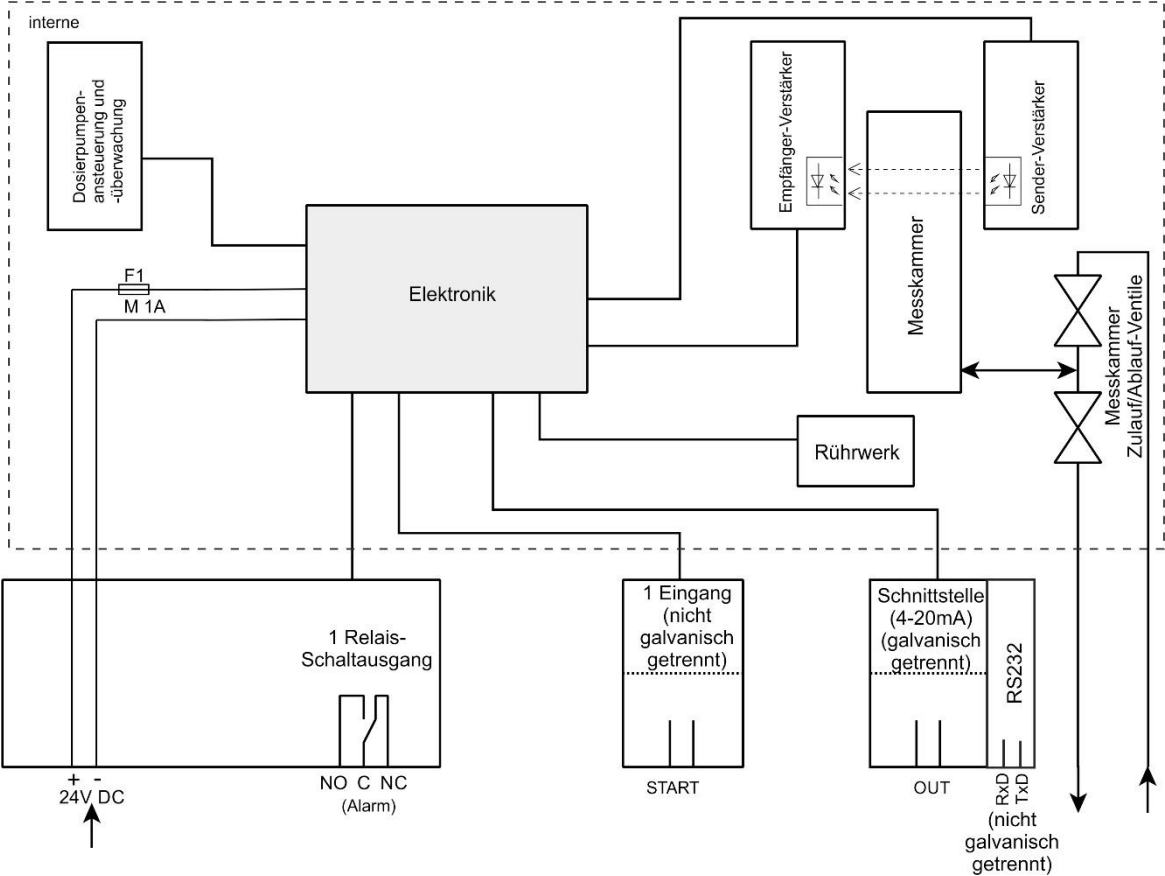 interne
Dosierpumpen-
ansteuerung und
-überwachung
Empfänger-Verstärker
Messkammer
Sender-Verstärker
F1
M 1A
Elektronik
Messkammer
Zulauf/Ablauf-Ventile
Rührwerk
1 Relais-
Schaltausgang
1 Eingang
(nicht
galvanisch
getrennt)
Schnittstelle
(4-20mA)
(galvanisch
getrennt)
RS232
+ -
24V DC
NO C NC
(Alarm)
START
OUT
RxD
TxD
(nicht
galvanisch
getrennt)